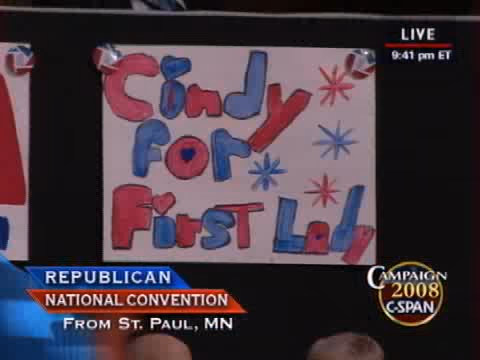 LIVE
9:41 pm ET
Cindy
for
First Lady
REPUBLICAN
NATIONAL CONVENTION
FROM ST. PAUL, MN
CAMPAIGN
2008
C-SPAN